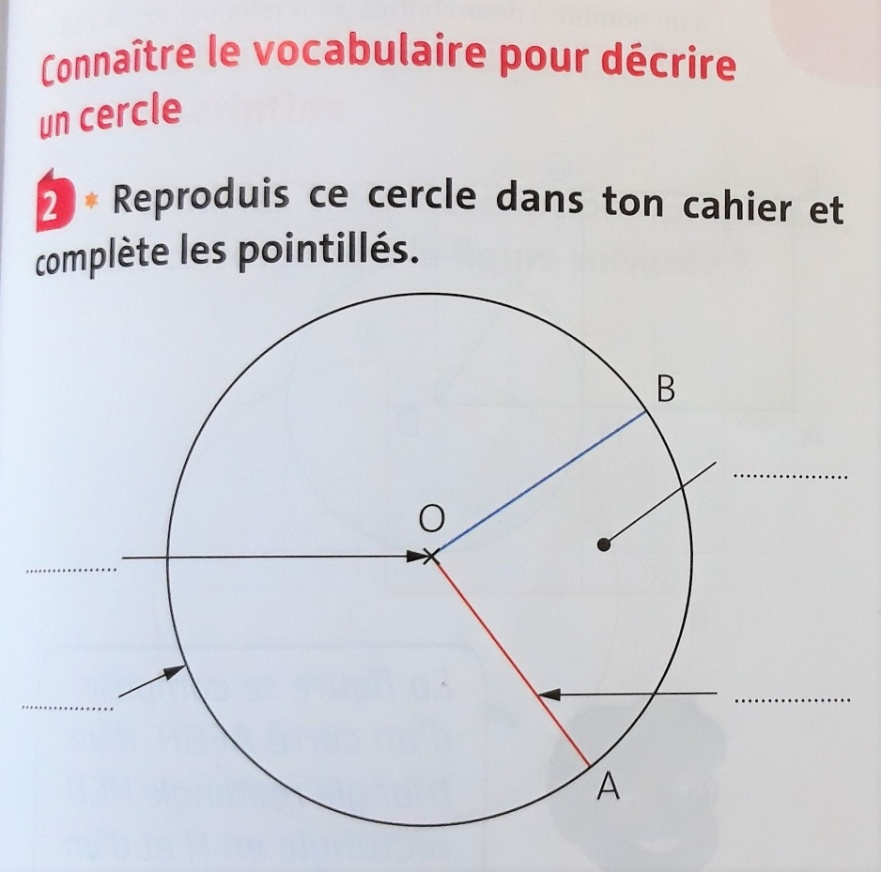 Connaître le vocabulaire pour décrire
un cercle
2 * Reproduis ce cercle dans ton cahier et
complète les pointillés.
B
O
A